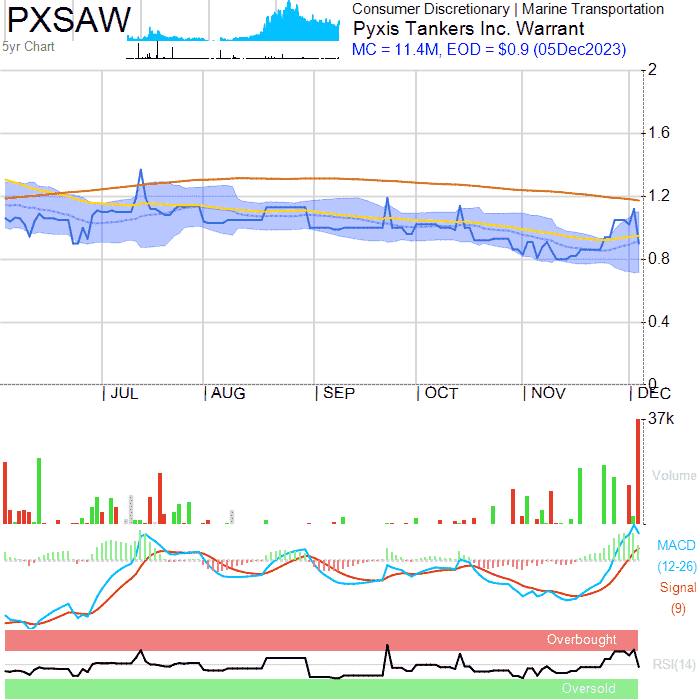 PXSAW
5yr Chart
Consumer Discretionary | Marine Transportation
Pyxis Tankers Inc. Warrant
MC = 11.4M, EOD = $0.9 (05Dec2023)
2
1.6
1.2
0.8
0.4
0
JUL AUG SEP OCT NOV DEC
37k
Volume
MACD
(12-26)
Signal
(9)
Overbought
RSI(14)
Oversold